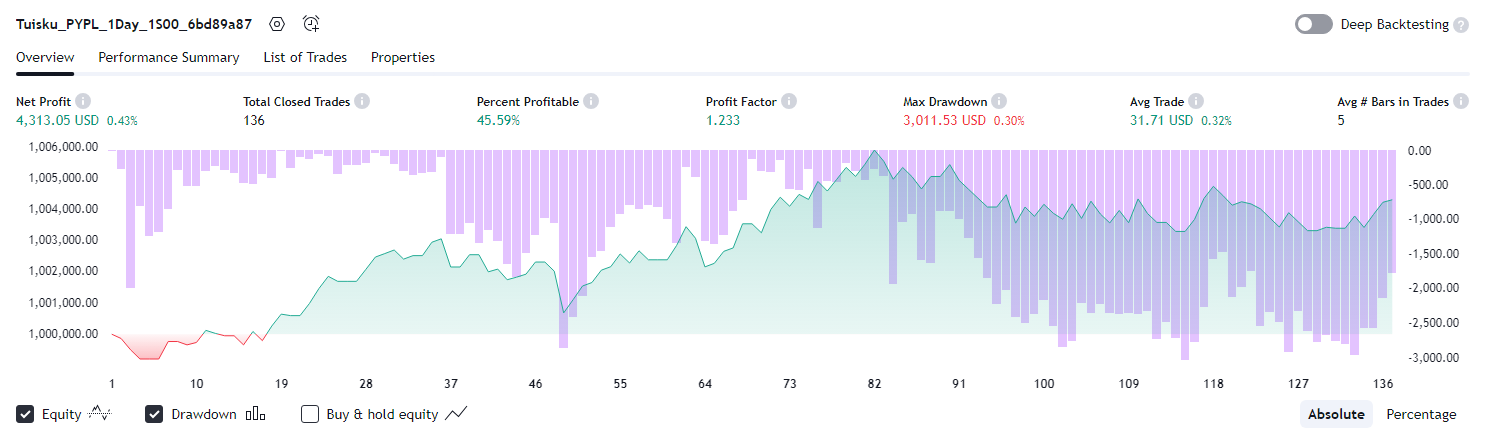 Tuisku_PYPL_1Day_1S00_6bd89a87
Deep Backtesting ?
Overview Performance Summary List of Trades Properties
Net Profit i Total Closed Trades i Percent Profitable i Profit Factor i Max Drawdown i Avg Trade i Avg # Bars in Trades i
4,313.05 USD 0.43% 136 45.59% 1.233 3,011.53 USD 0.30% 31.71 USD 0.32% 5
1,006,000.00 0.00
1,005,000.00 -500.00
1,004,000.00 -1,000.00
1,003,000.00 -1,500.00
1,002,000.00 -2,000.00
1,001,000.00 -2,500.00
1,000,000.00 -3,000.00
1 10 19 28 37 46 55 64 73 82 91 100 109 118 127 136
Equity Drawdown Buy & hold equity Absolute Percentage